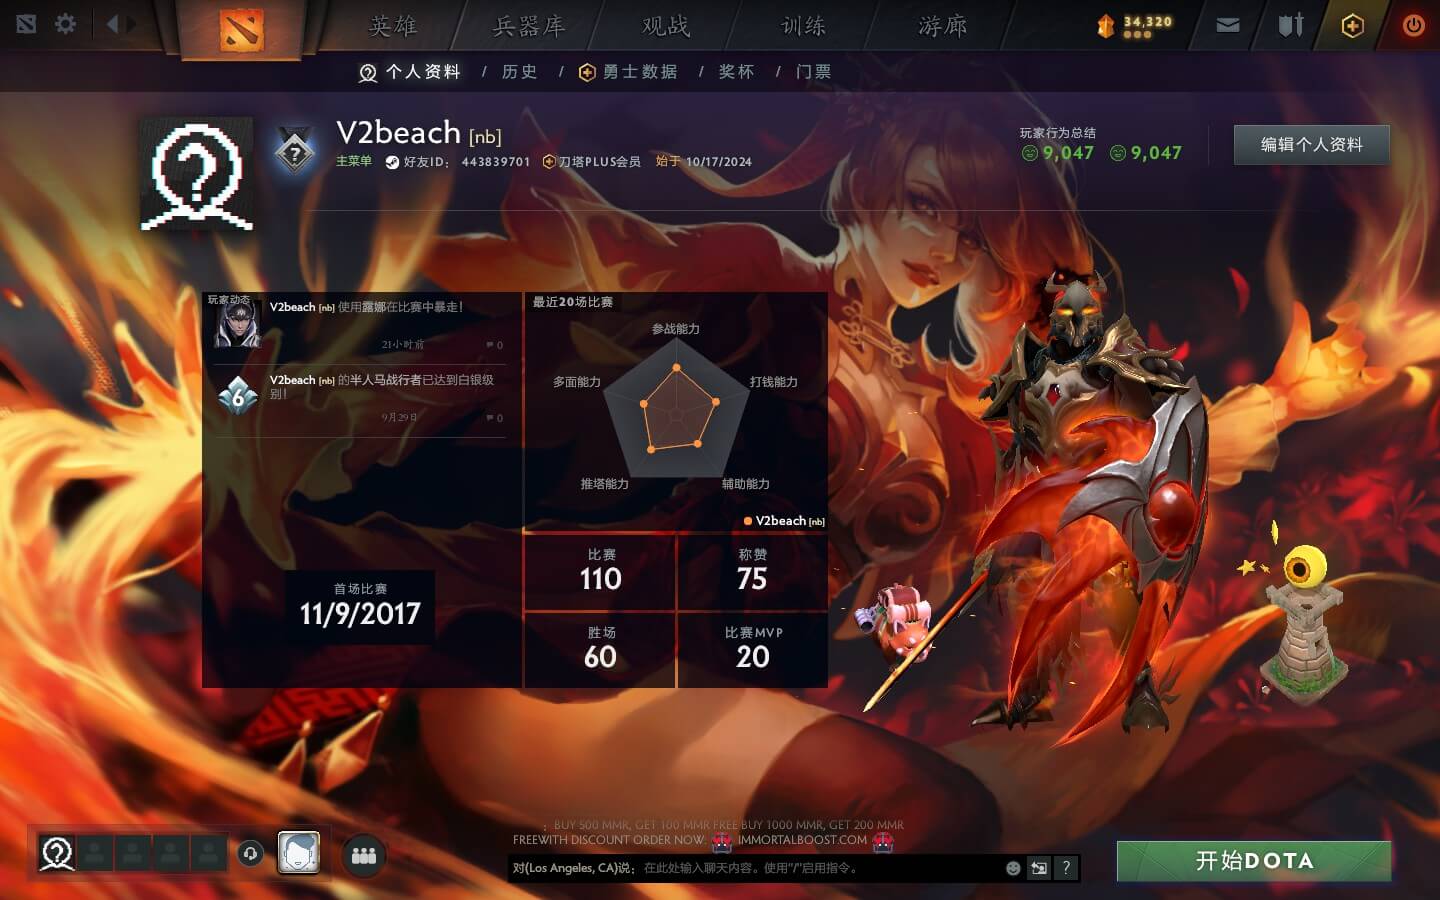 英雄
兵器库
观战
训练
游廊
34,320
个人资料 / 历史 / 勇士数据 / 奖杯 / 门票
V2beach [nb]
主菜单 好友ID： 443839701 刀塔PLUS会员 始于 10/17/2024
玩家行为总结
9,047 9,047
编辑个人资料
玩家动态
V2beach [nb] 使用露娜在比赛中暴走！
21小时前
0
6
V2beach [nb] 的半人马战行者已达到白银级
别！
9月29日
0
首场比赛
11/9/2017
最近20场比赛
参战能力
多面能力
打钱能力
推塔能力
辅助能力
V2beach [nb]
比赛
110
称赞
75
胜场
60
比赛MVP
20
： BUY 500 MMR, GET 100 MMR FREE BUY 1000 MMR, GET 200 MMR
FREEWITH DISCOUNT ORDER NOW: IMMORTALBOOST.COM
对(Los Angeles, CA)说： 在此处输入聊天内容。使用"/"启用指令。
?
开始DOTA